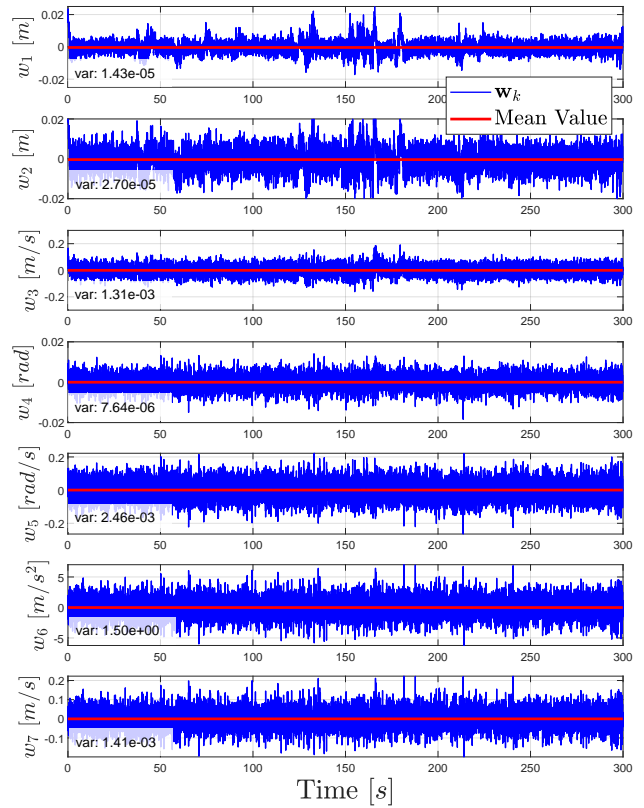 0.02
0
-0.02
w₁ [m]
var: 1.43e-05
0 50 100 150 200 250 300
w_k
Mean Value
0.02
0
-0.02
w₂ [m]
var: 2.70e-05
0 50 100 150 200 250 300
0.2
0
-0.2
w₃ [m/s]
var: 1.31e-03
0 50 100 150 200 250 300
0.02
0
-0.02
w₄ [rad]
var: 7.64e-06
0 50 100 150 200 250 300
0.2
0
-0.2
w₅ [rad/s]
var: 2.46e-03
0 50 100 150 200 250 300
5
0
-5
w₆ [m/s²]
var: 1.50e+00
0 50 100 150 200 250 300
0.2
0.1
0
-0.1
w₇ [m/s]
var: 1.41e-03
0 50 100 150 200 250 300
Time [s]